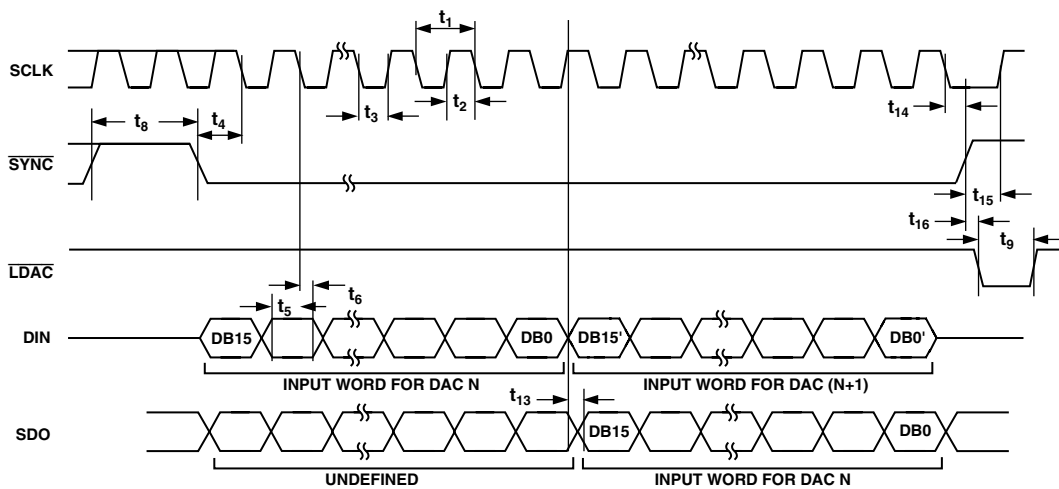 t1
SCLK
t3
t2
t14
t8
t4
SYNC
t15
t16
t9
LDAC
t5
t6
DIN
DB15
DB0
DB15'
DB0'
INPUT WORD FOR DAC N
INPUT WORD FOR DAC (N+1)
t13
SDO
DB15
DB0
UNDEFINED
INPUT WORD FOR DAC N